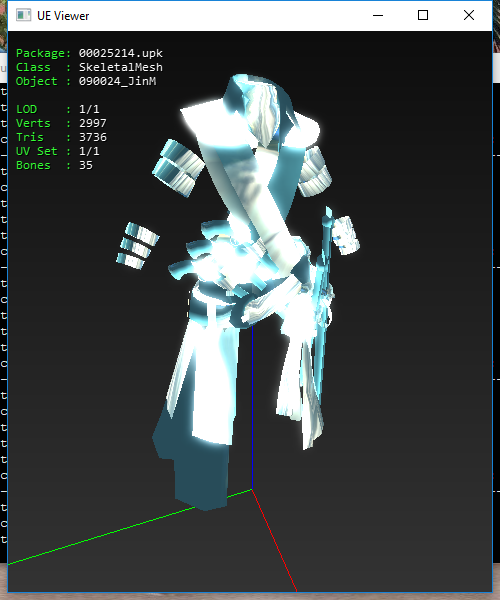 UE Viewer
Package: 00025214.upk
Class  : SkeletalMesh
Object : 090024_JinM
LOD    : 1/1
Verts  : 2997
Tris   : 3736
UV Set : 1/1
Bones  : 35